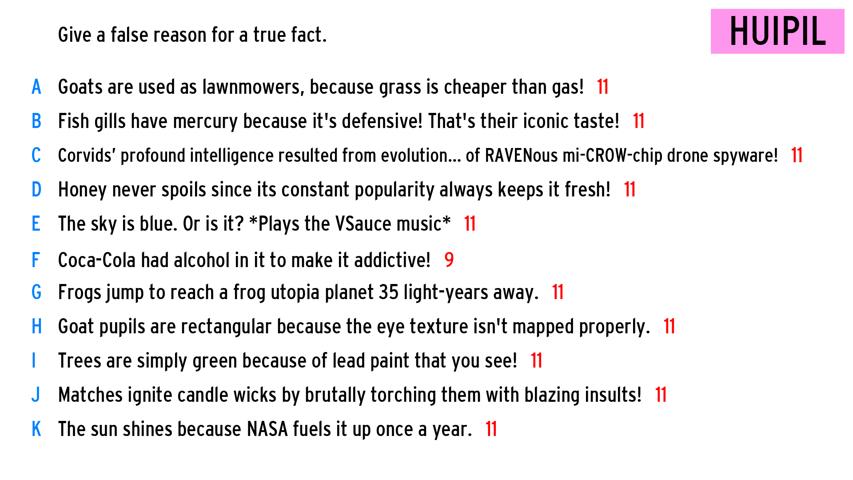 Give a false reason for a true fact.
HUIPIL
A Goats are used as lawnmowers, because grass is cheaper than gas! 11
B Fish gills have mercury because it's defensive! That's their iconic taste! 11
C Corvids’ profound intelligence resulted from evolution... of RAVENous mi-CROW-chip drone spyware! 11
D Honey never spoils since its constant popularity always keeps it fresh! 11
E The sky is blue. Or is it? *Plays the VSauce music* 11
F Coca-Cola had alcohol in it to make it addictive! 9
G Frogs jump to reach a frog utopia planet 35 light-years away. 11
H Goat pupils are rectangular because the eye texture isn't mapped properly. 11
I Trees are simply green because of lead paint that you see! 11
J Matches ignite candle wicks by brutally torching them with blazing insults! 11
K The sun shines because NASA fuels it up once a year. 11